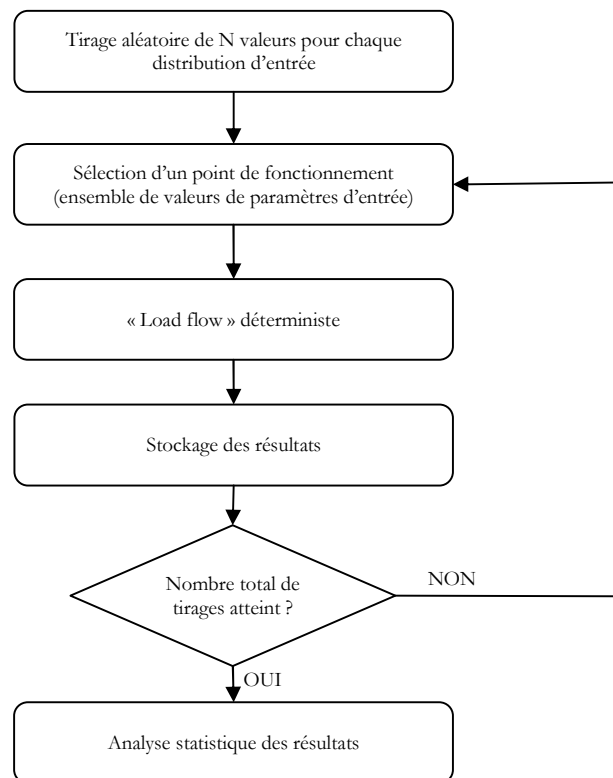 Tirage aléatoire de N valeurs pour chaque
distribution d'entrée
Sélection d'un point de fonctionnement
(ensemble de valeurs de paramètres d'entrée)
« Load flow » déterministe
Stockage des résultats
Nombre total de
tirages atteint ?
NON
OUI
Analyse statistique des résultats